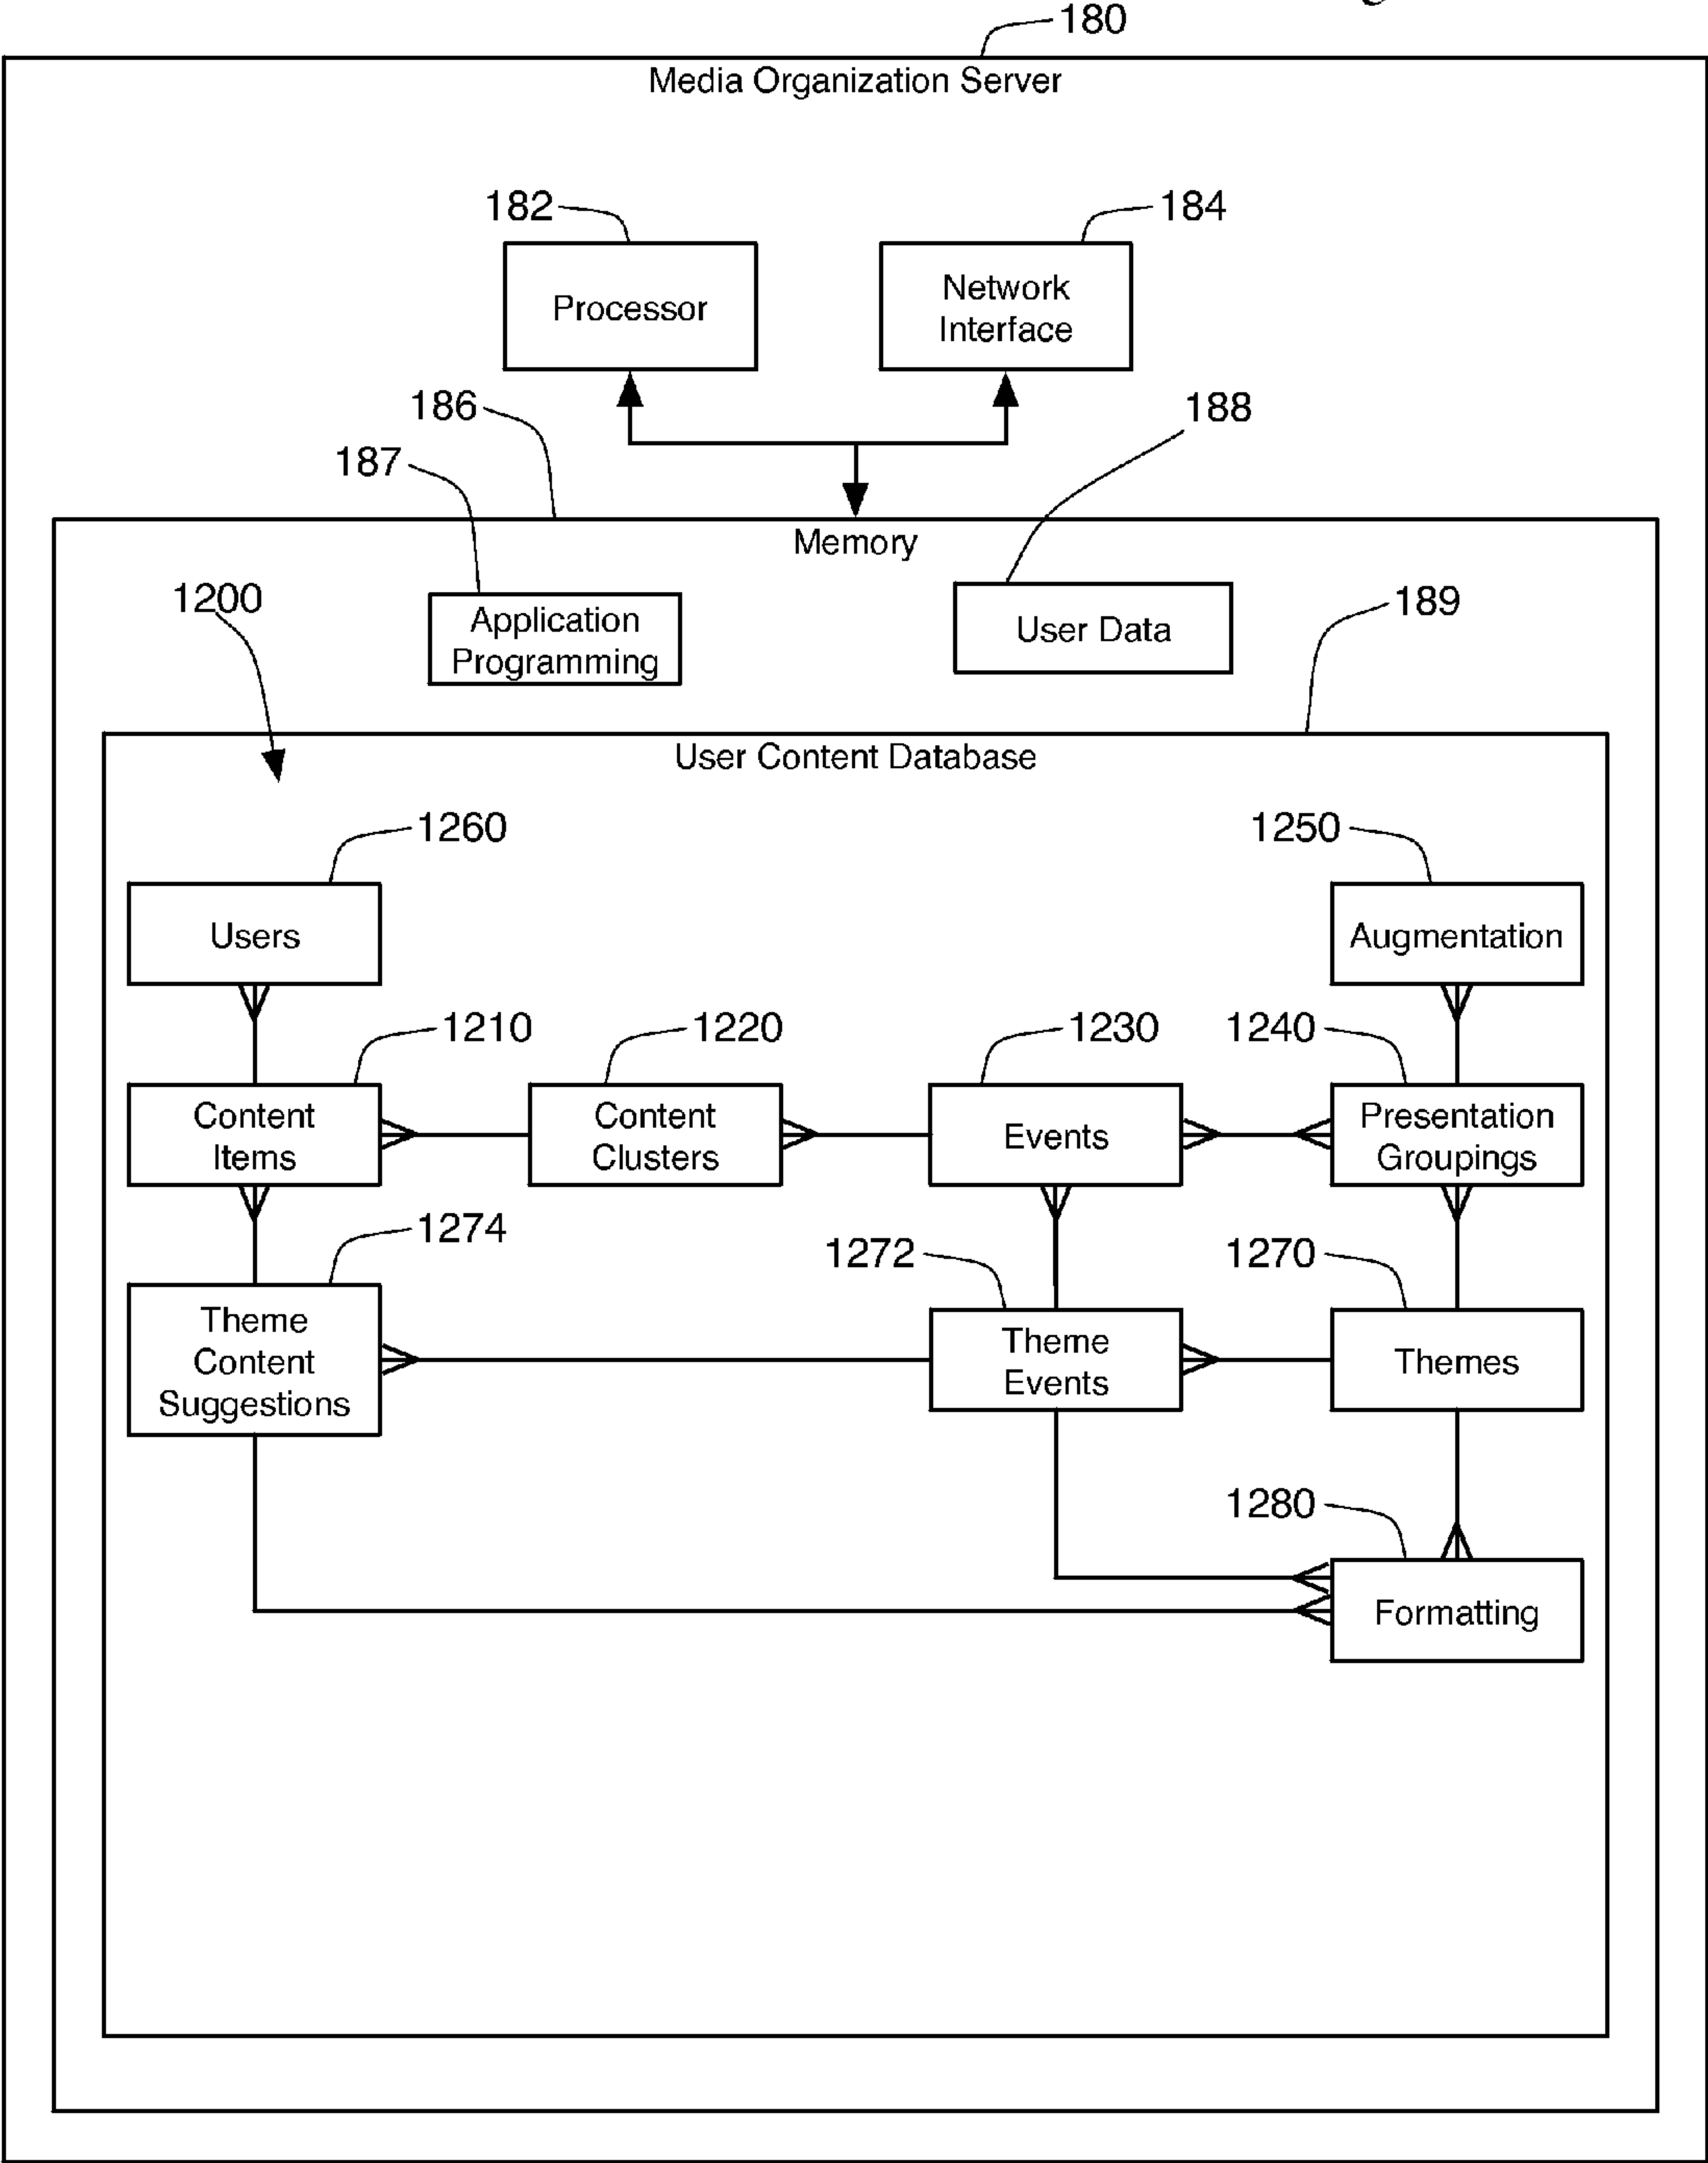 180
Media Organization Server
182
184
Processor
Network
Interface
186
188
187
Memory
1200
Application
Programming
User Data
189
User Content Database
1260
1250
Users
Augmentation
1210
1220
1230
1240
Content
Items
Content
Clusters
Events
Presentation
Groupings
1274
1272
1270
Theme
Content
Suggestions
Theme
Events
Themes
1280
Formatting